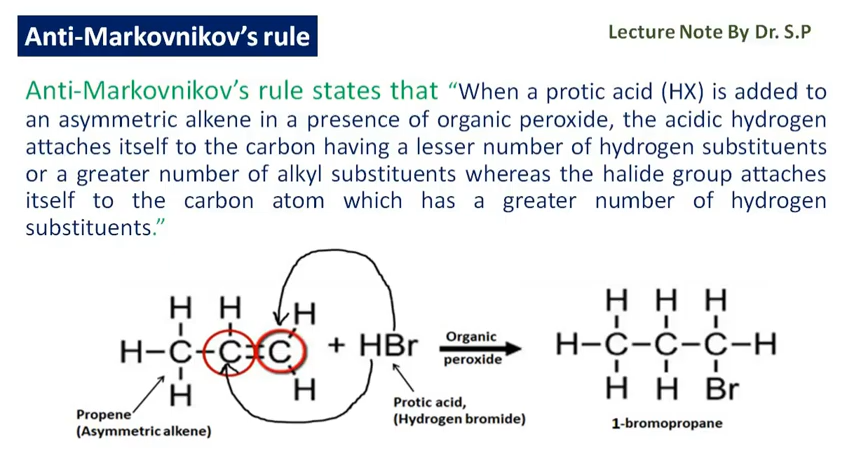 Anti-Markovnikov's rule
Lecture Note By Dr. S.P
Anti-Markovnikov's rule states that “When a protic acid (HX) is added to
an asymmetric alkene in a presence of organic peroxide, the acidic hydrogen
attaches itself to the carbon having a lesser number of hydrogen substituents
or a greater number of alkyl substituents whereas the halide group attaches
itself to the carbon atom which has a greater number of hydrogen
substituents.”
H H H
H–C–C=C + HBr
H H
Organic
peroxide
H H H
H–C–C–C–H
H H Br
Propene
(Asymmetric alkene)
Protic acid,
(Hydrogen bromide)
1-bromopropane